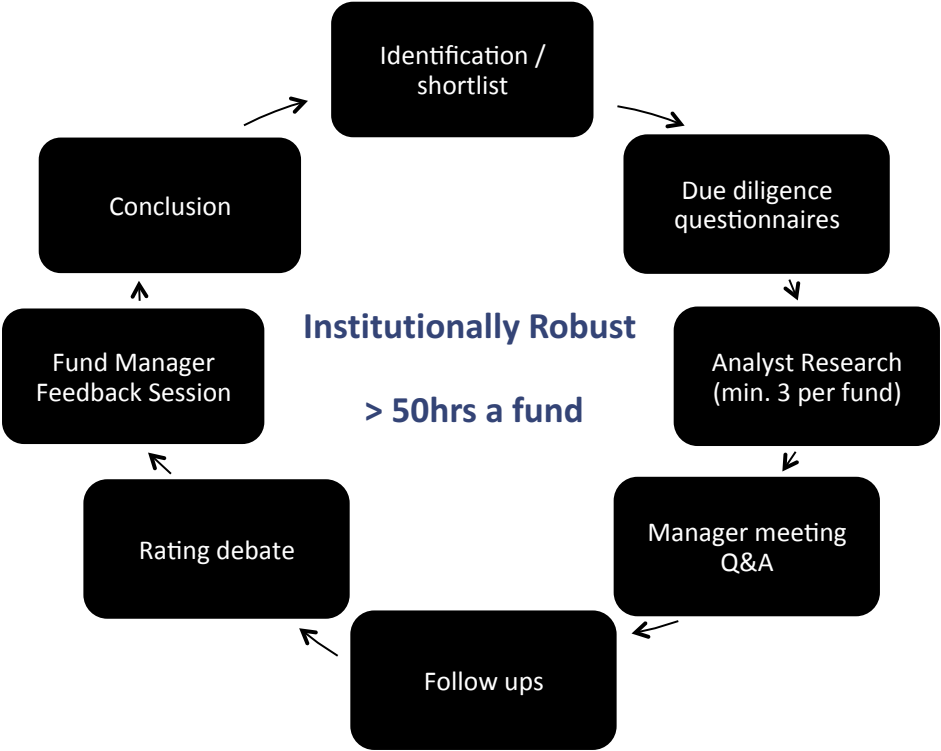 Identification /
shortlist
Due diligence
questionnaires
Analyst Research
(min. 3 per fund)
Manager meeting
Q&A
Follow ups
Rating debate
Fund Manager
Feedback Session
Conclusion
Institutionally Robust
> 50hrs a fund